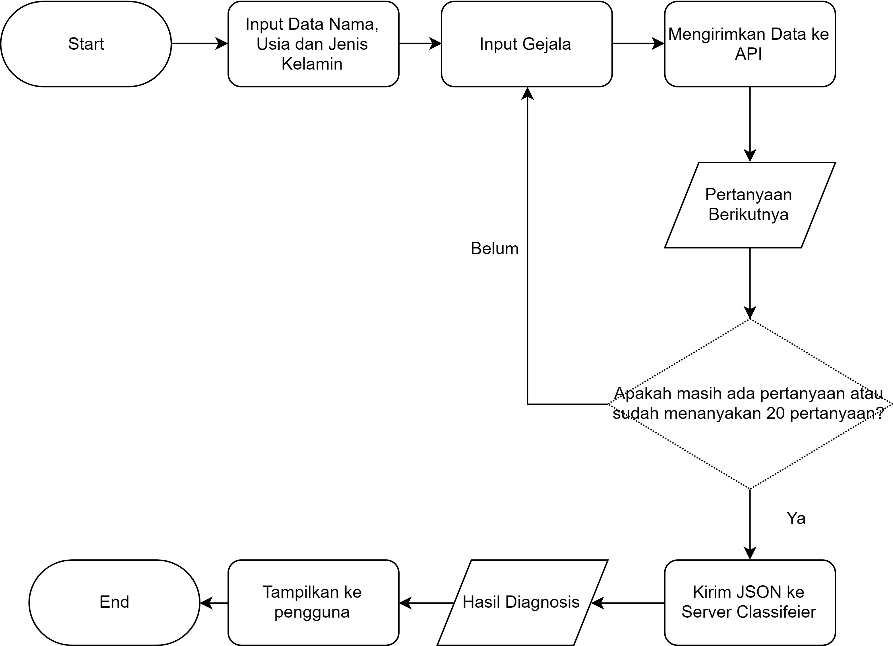 Start
Input Data Nama,
Usia dan Jenis
Kelamin
Input Gejala
Mengirimkan Data ke
API
Pertanyaan
Berikutnya
Belum
Apakah masih ada pertanyaan atau
sudah menanyakan 20 pertanyaan?
Ya
Kirim JSON ke
Server Classifeier
Hasil Diagnosis
Tampilkan ke
pengguna
End